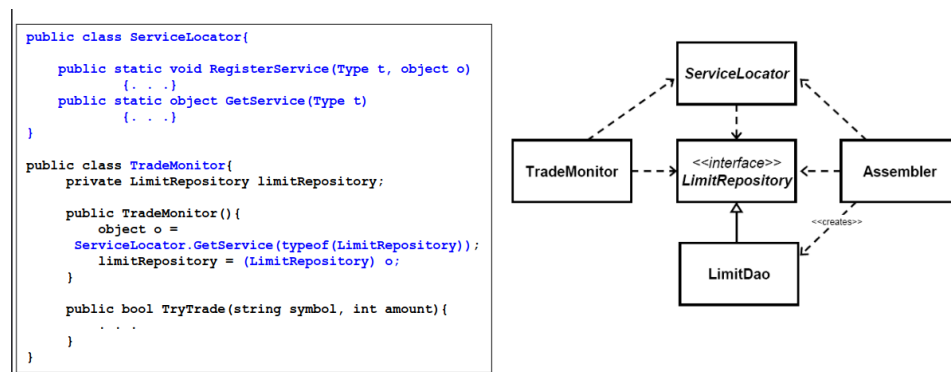 public class ServiceLocator{
public static void RegisterService(Type t, object o)
{. . .}
public static object GetService(Type t)
{. . .}
}
public class TradeMonitor{
private LimitRepository limitRepository;
public TradeMonitor(){
object o =
ServiceLocator.GetService(typeof(LimitRepository));
limitRepository = (LimitRepository) o;
}
public bool TryTrade(string symbol, int amount){
. . .
}
}
ServiceLocator
TradeMonitor
<<interface>>
LimitRepository
Assembler
<<creates>>
LimitDao